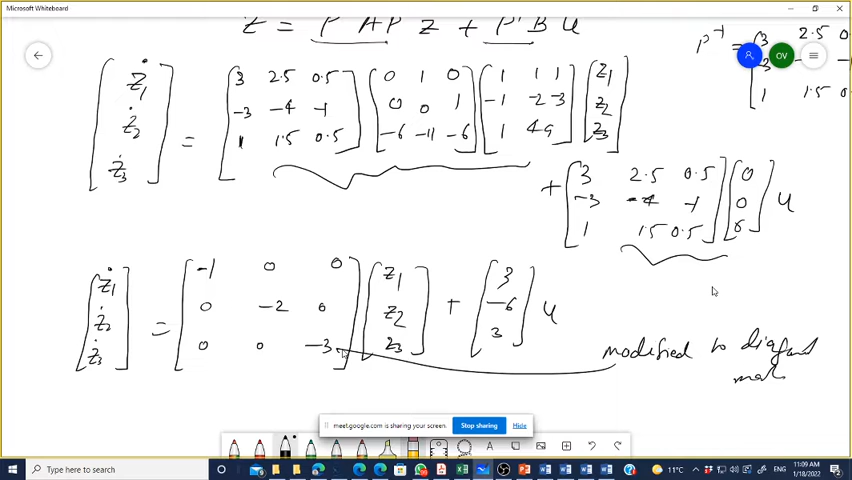 Microsoft Whiteboard
Ż = P⁻¹AP z + P⁻¹B u
P⁻¹ = [3 2.5 0
-3 -
1 1.5 0.
OV
[ż1 ż2 ż3] = [3 2.5 0.5; -3 -4 -1; 1 1.5 0.5] [0 1 0; 0 0 1; -6 -11 -6] [1 1 1; -1 -2 -3; 1 4 9] [z1 z2 z3]
+ [3 2.5 0.5; -3 -4 -1; 1 1.5 0.5] [0 0 6] u
[ż1 ż2 ż3] = [-1 0 0; 0 -2 0; 0 0 -3] [z1 z2 z3] + [3 -6 3] u
modified to diagonal
mat
meet.google.com is sharing your screen. Stop sharing Hide
Type here to search
11°C
ENG
11:09 AM
1/18/2022